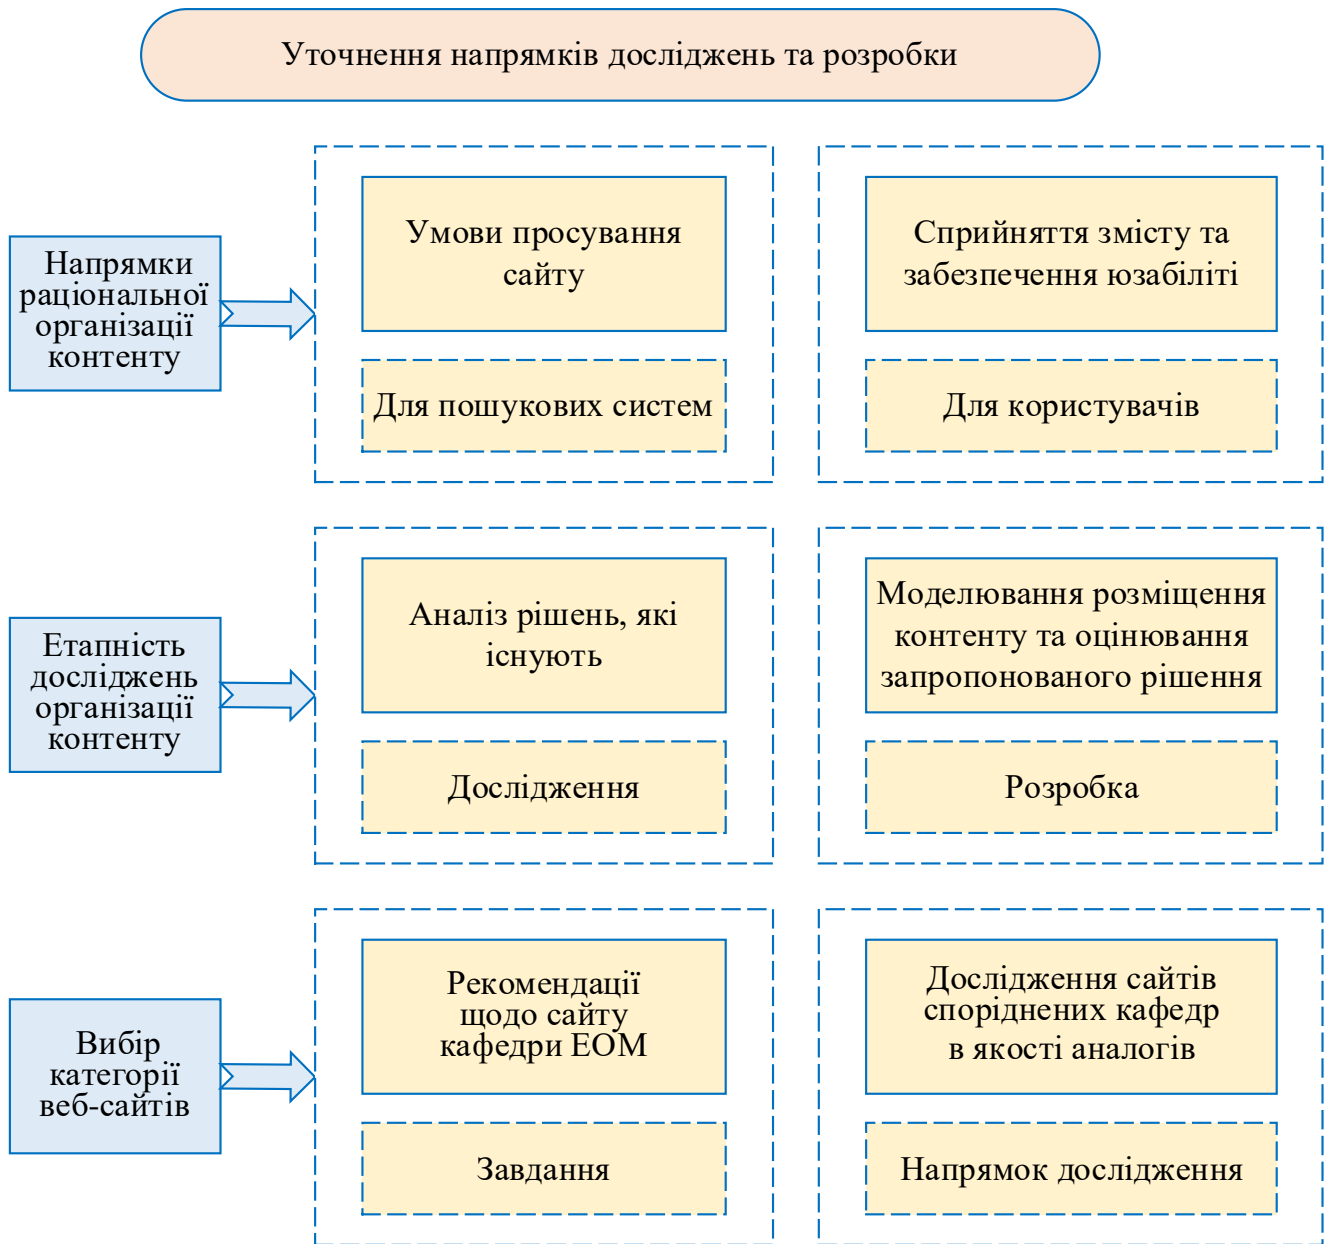 Уточнення напрямків досліджень та розробки
Напрямки
раціональної
організації
контенту
Умови просування
сайту
Для пошукових систем
Сприйняття змісту та
забезпечення юзабіліті
Для користувачів
Етапність
досліджень
організації
контенту
Аналіз рішень, які
існують
Дослідження
Моделювання розміщення
контенту та оцінювання
запропонованого рішення
Розробка
Вибір
категорії
веб-сайтів
Рекомендації
щодо сайту
кафедри ЕОМ
Завдання
Дослідження сайтів
споріднених кафедр
в якості аналогів
Напрямок дослідження